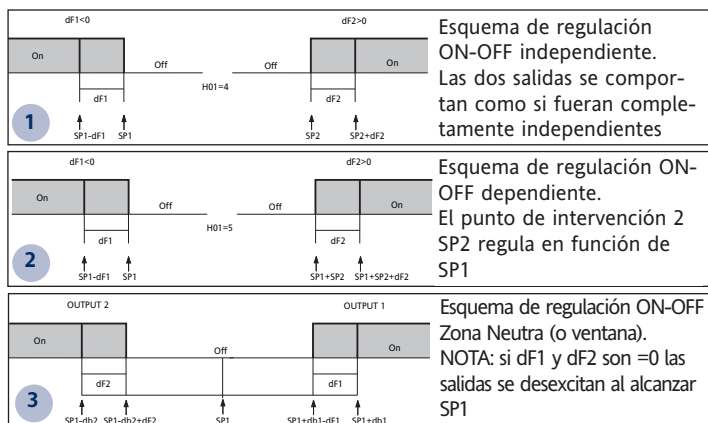 dF1<0
dF2>0
On
Off
Off
On
H01=4
dF1
dF2
1
SP1-dF1
SP1
SP2
SP2+dF2
Esquema de regulación
ON-OFF independiente.
Las dos salidas se compor-
tan como si fueran comple-
tamente independientes
dF1<0
dF2>0
On
Off
Off
On
H01=5
dF1
dF2
2
SP1-dF1
SP1
SP1+SP2
SP1+SP2+dF2
Esquema de regulación ON-
OFF dependiente.
El punto de intervención 2
SP2 regula en función de
SP1
OUTPUT 2
OUTPUT 1
On
Off
On
dF2
dF1
3
SP1-db2
SP1-db2+dF2
SP1
SP1+db1-dF1
SP1+db1
Esquema de regulación ON-OFF
Zona Neutra (o ventana).
NOTA: si dF1 y dF2 son =0 las
salidas se desexcitan al alcanzar
SP1